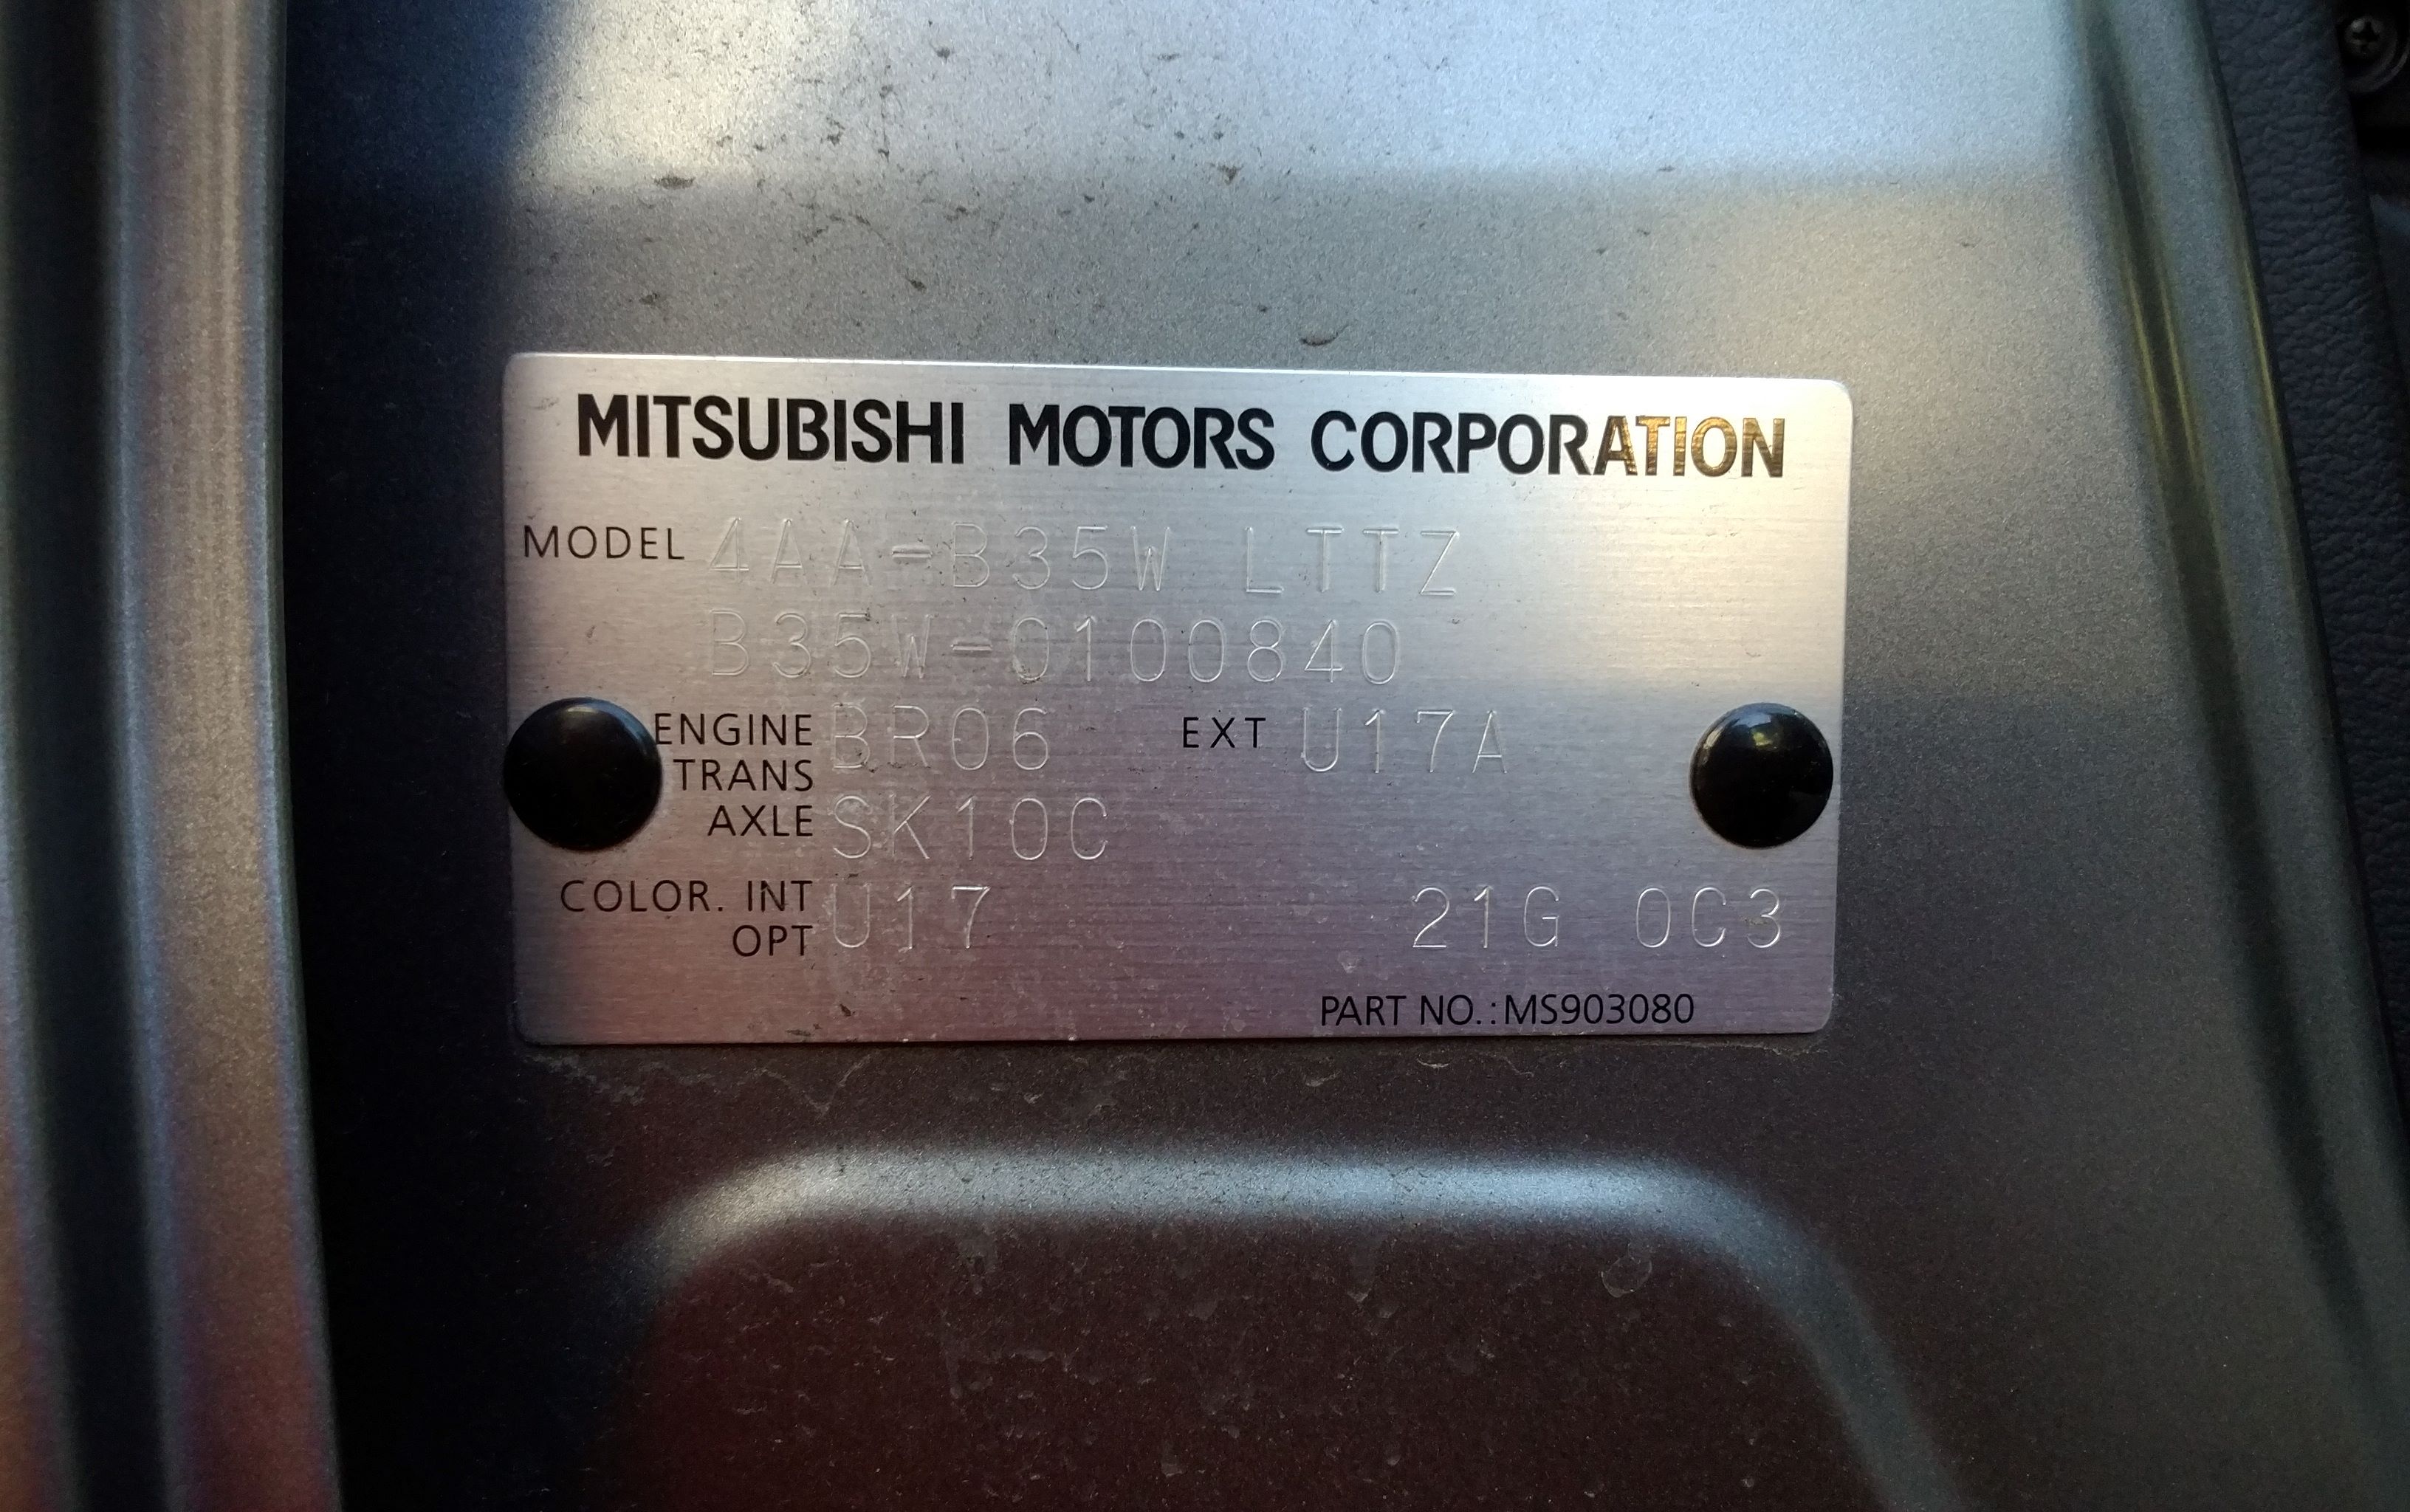 MITSUBISHI MOTORS CORPORATION
MODEL 4AA-B35W LTTZ
B35W-0100840
ENGINE BR06 EXT U17A
TRANS
AXLE SK10C
COLOR. INT U17 21G 0C3
OPT
PART NO.:MS903080